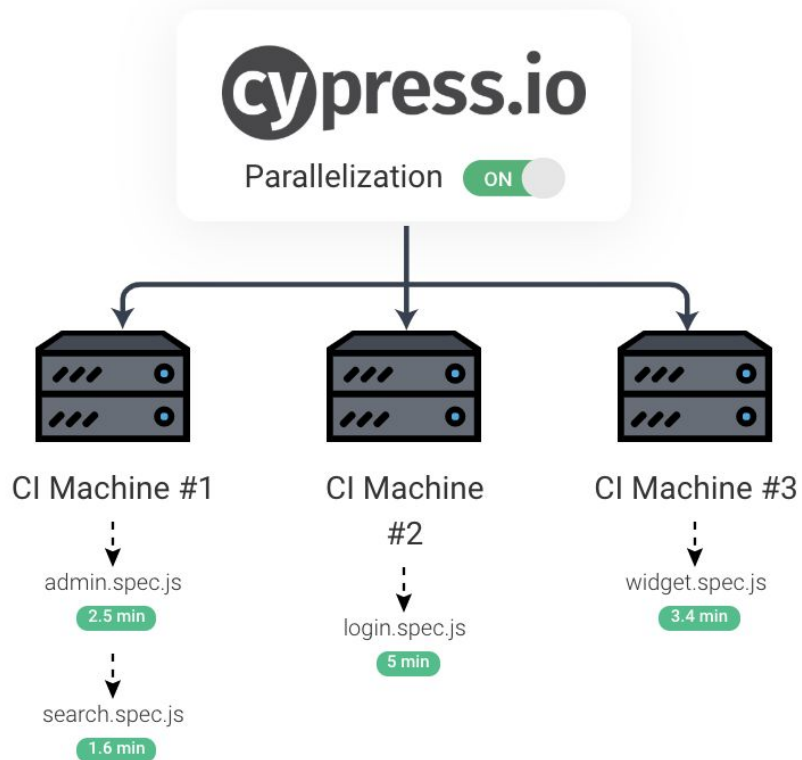 cypress.io
Parallelization ON
CI Machine #1
admin.spec.js
2.5 min
search.spec.js
1.6 min
CI Machine
#2
login.spec.js
5 min
CI Machine #3
widget.spec.js
3.4 min